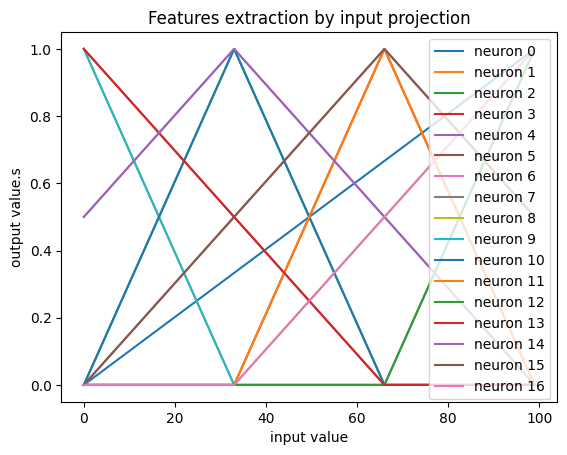 Features extraction by input projection
output value.s
1.0
0.8
0.6
0.4
0.2
0.0
0
20
40
60
80
100
input value
neuron 0
neuron 1
neuron 2
neuron 3
neuron 4
neuron 5
neuron 6
neuron 7
neuron 8
neuron 9
neuron 10
neuron 11
neuron 12
neuron 13
neuron 14
neuron 15
neuron 16